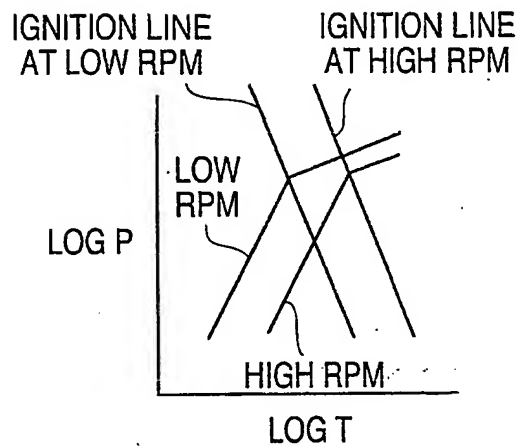 IGNITION LINE
AT LOW RPM
IGNITION LINE
AT HIGH RPM
LOW
RPM
LOG P
HIGH RPM
LOG T